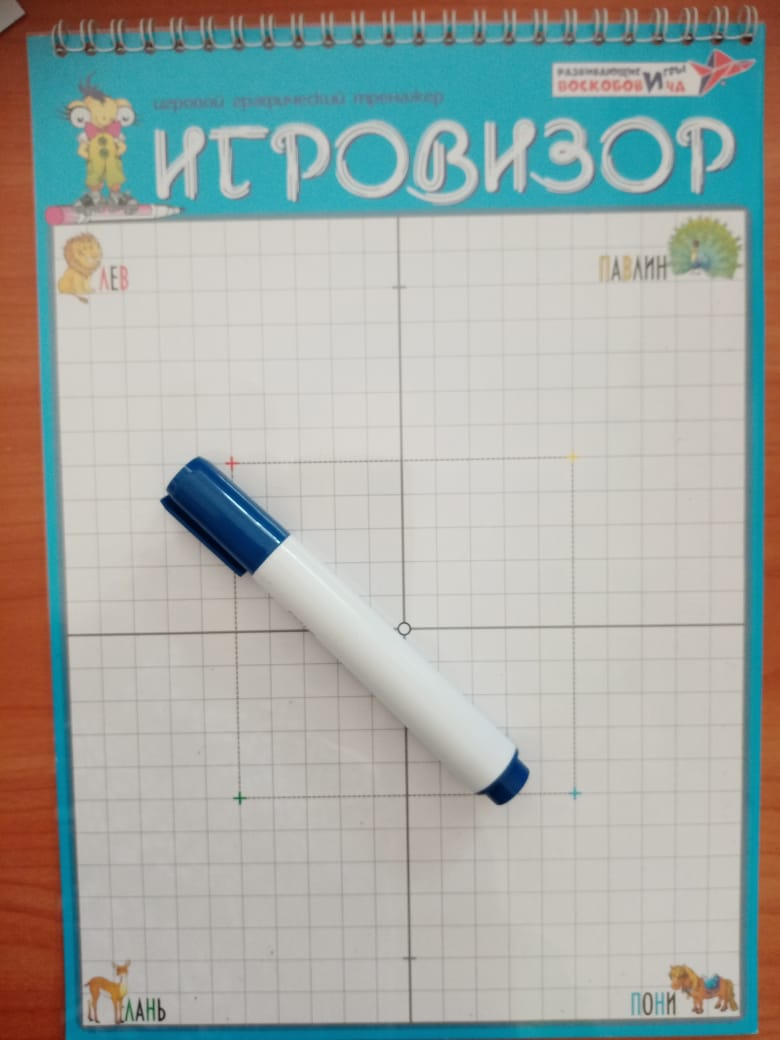 РАЗВИВАЮЩИЕ ИГРЫ
ВОСКОБОВИЧА
игровой графический тренажер
ИГРОВИЗОР
ЛЕВ
ПАВЛИН
ЛАНЬ
ПОНИ